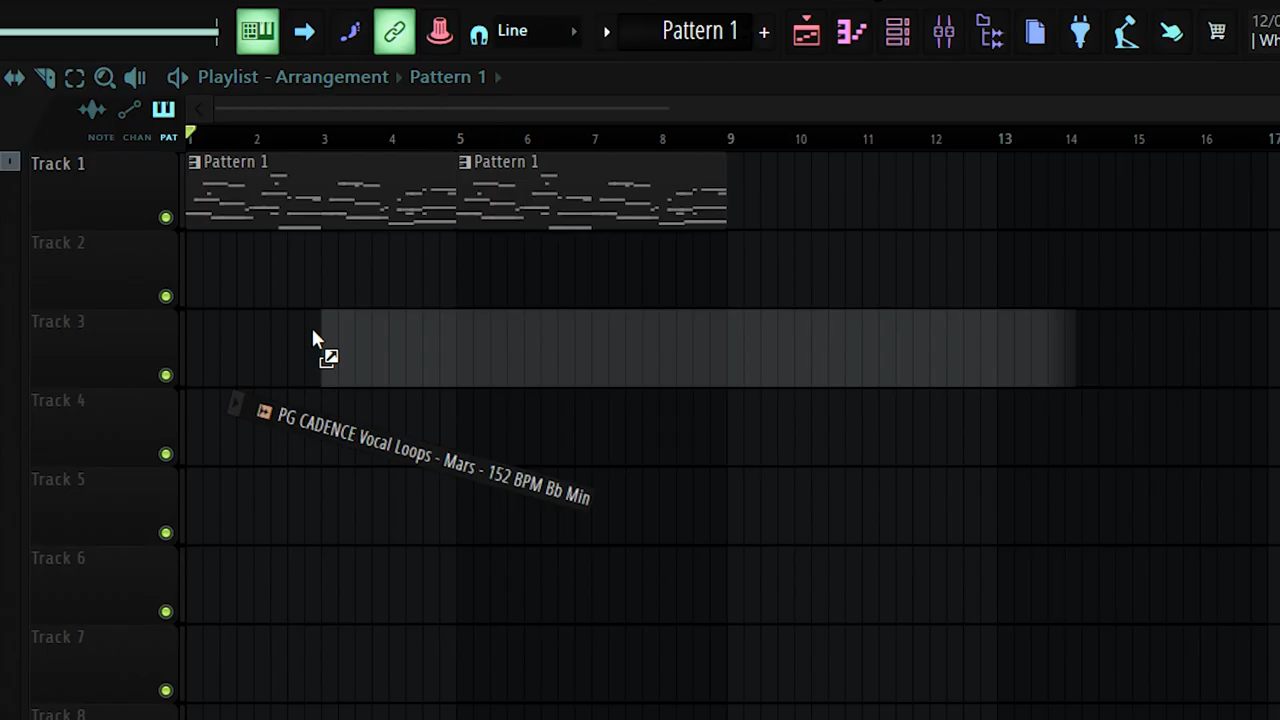 Line
Pattern 1
+
12/0
| Wh
Playlist - Arrangement › Pattern 1 ›
NOTE CHAN PAT
1 2 3 4 5 6 7 8 9 10 11 12 13 14 15 16 17
Track 1
Pattern 1 Pattern 1
Track 2
Track 3
Track 4
PG CADENCE Vocal Loops - Mars - 152 BPM Bb Min
Track 5
Track 6
Track 7
Track 8